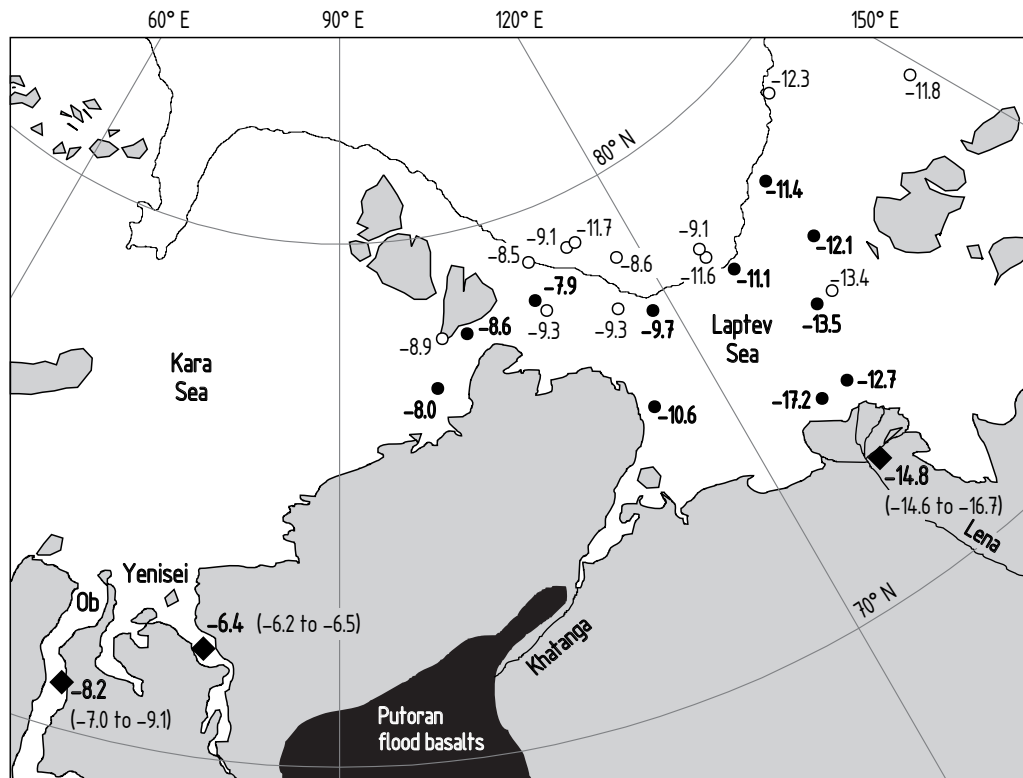 60° E
90° E
120° E
150° E
−12.3
−11.8
80° N
−11.4
−11.7
−9.1
−9.1
−12.1
−8.5
−8.6
−11.6
−11.1
−13.4
−7.9
−9.3
−9.3
−9.7
−13.5
−8.6
−8.9
Laptev
Sea
Kara
Sea
−8.0
−10.6
−12.7
−17.2
−14.8
(−14.6 to −16.7)
Lena
Yenisei
Ob
−6.4 (−6.2 to −6.5)
70° N
Khatanga
−8.2
(−7.0 to −9.1)
Putoran
flood basalts